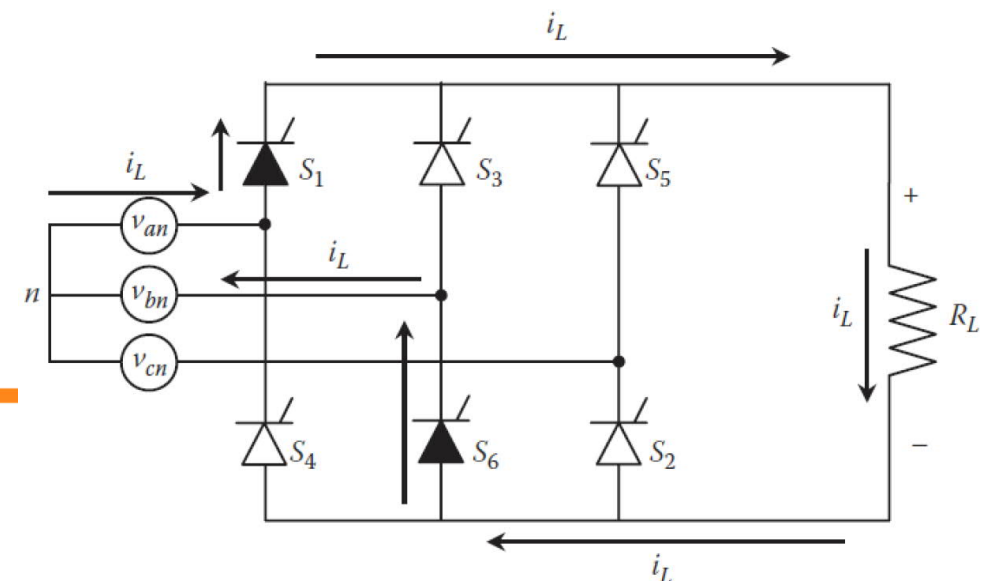 i_L
i_L
S_1
S_3
S_5
+
v_an
i_L
n
v_bn
i_L
R_L
v_cn
S_4
S_6
S_2
−
i_L